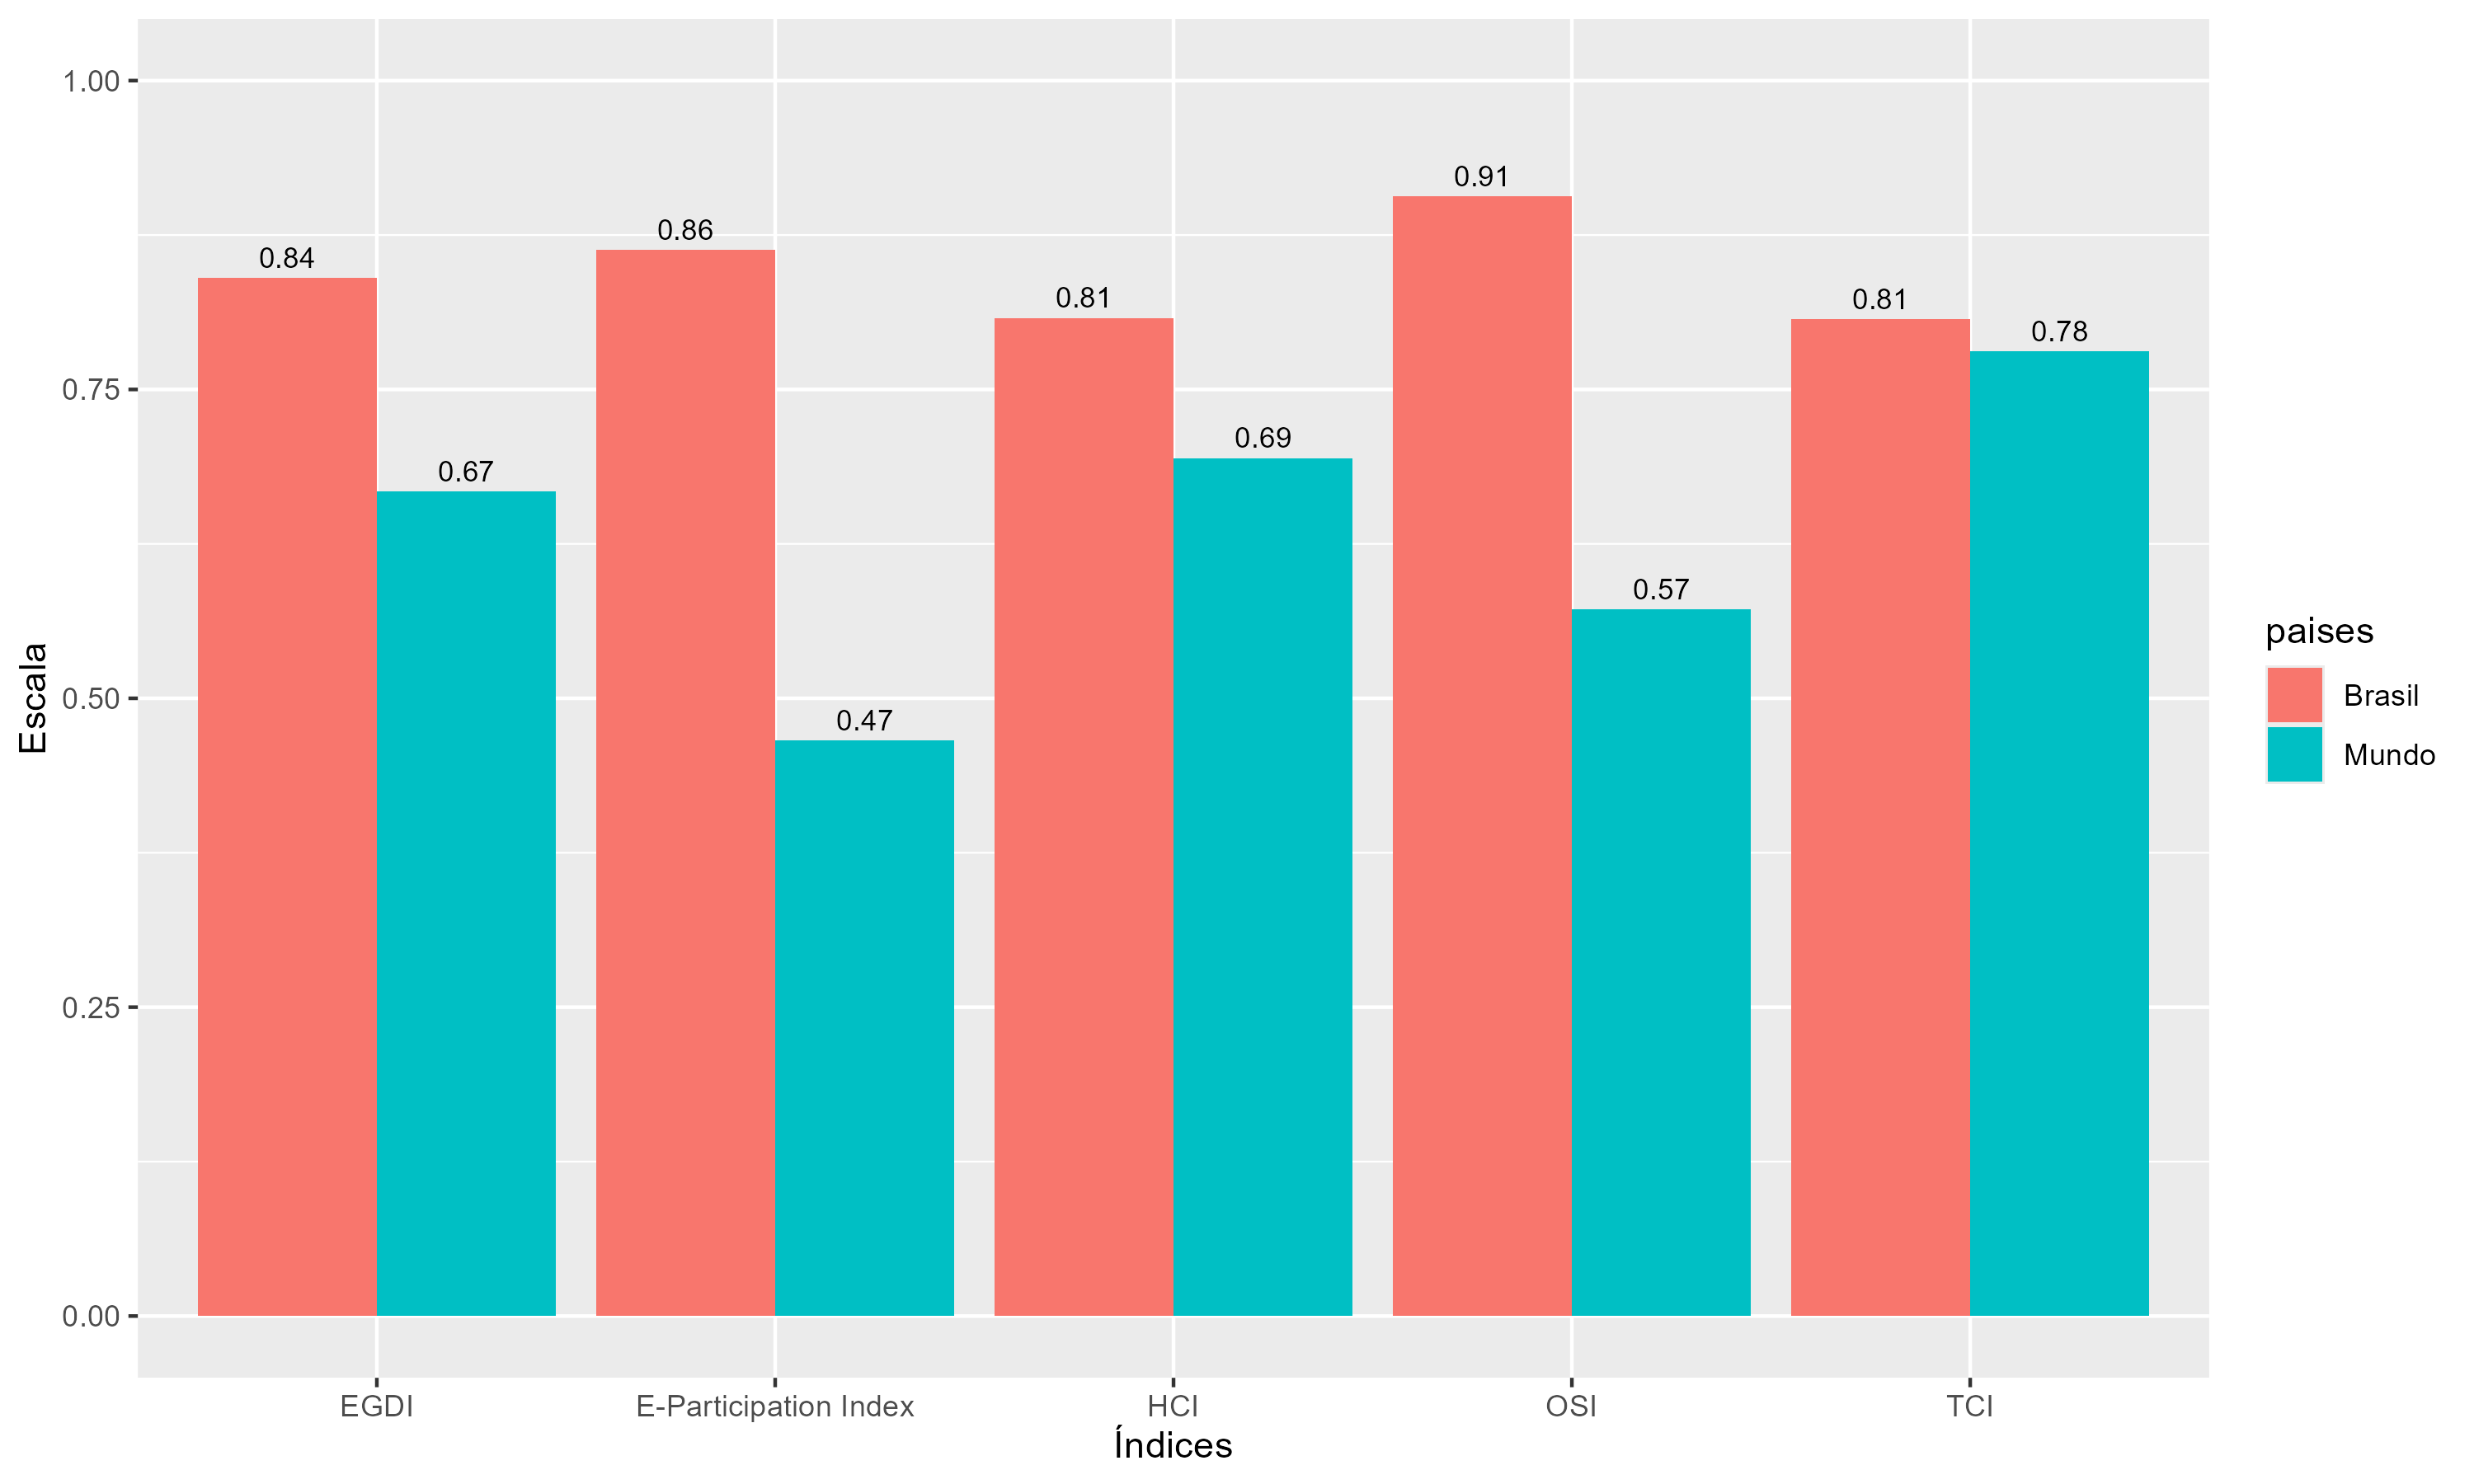 1.00
0.75
0.50
0.25
0.00
Escala
0.84
0.67
0.86
0.47
0.81
0.69
0.91
0.57
0.81
0.78
EGDI
E-Participation Index
HCI
OSI
TCI
Índices
paises
Brasil
Mundo